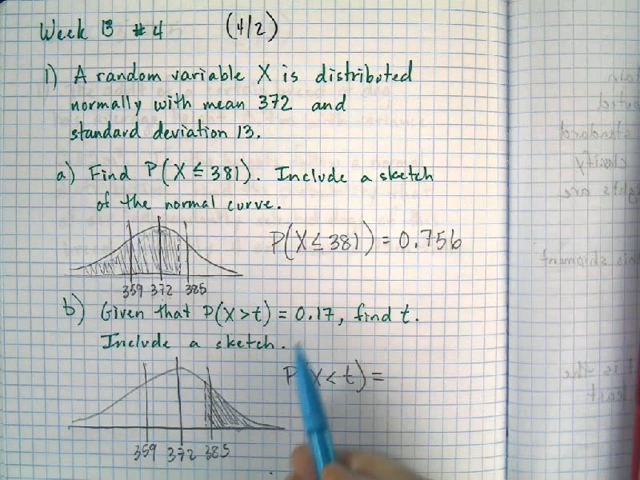 Week 13 #4 (4/2)
1) A random variable X is distributed
normally with mean 372 and
standard deviation 13.
a) Find P(X ≤ 381). Include a sketch
of the normal curve.
P(X ≤ 381) = 0.756
359 372 385
b) Given that P(X > t) = 0.17, find t.
Include a sketch.
P(X < t) =
359 372 385